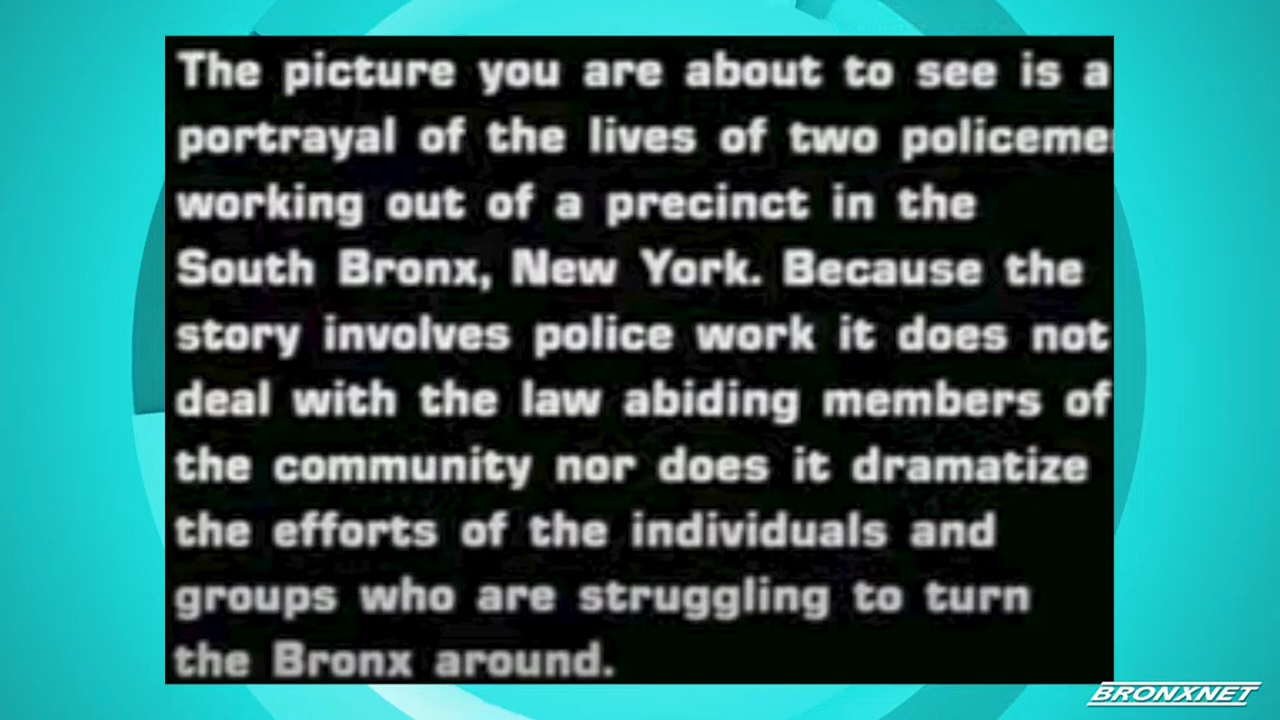 The picture you are about to see is a
portrayal of the lives of two policeme
working out of a precinct in the
South Bronx, New York. Because the
story involves police work it does not
deal with the law abiding members of
the community nor does it dramatize
the efforts of the individuals and
groups who are struggling to turn
the Bronx around.
BRONXNET